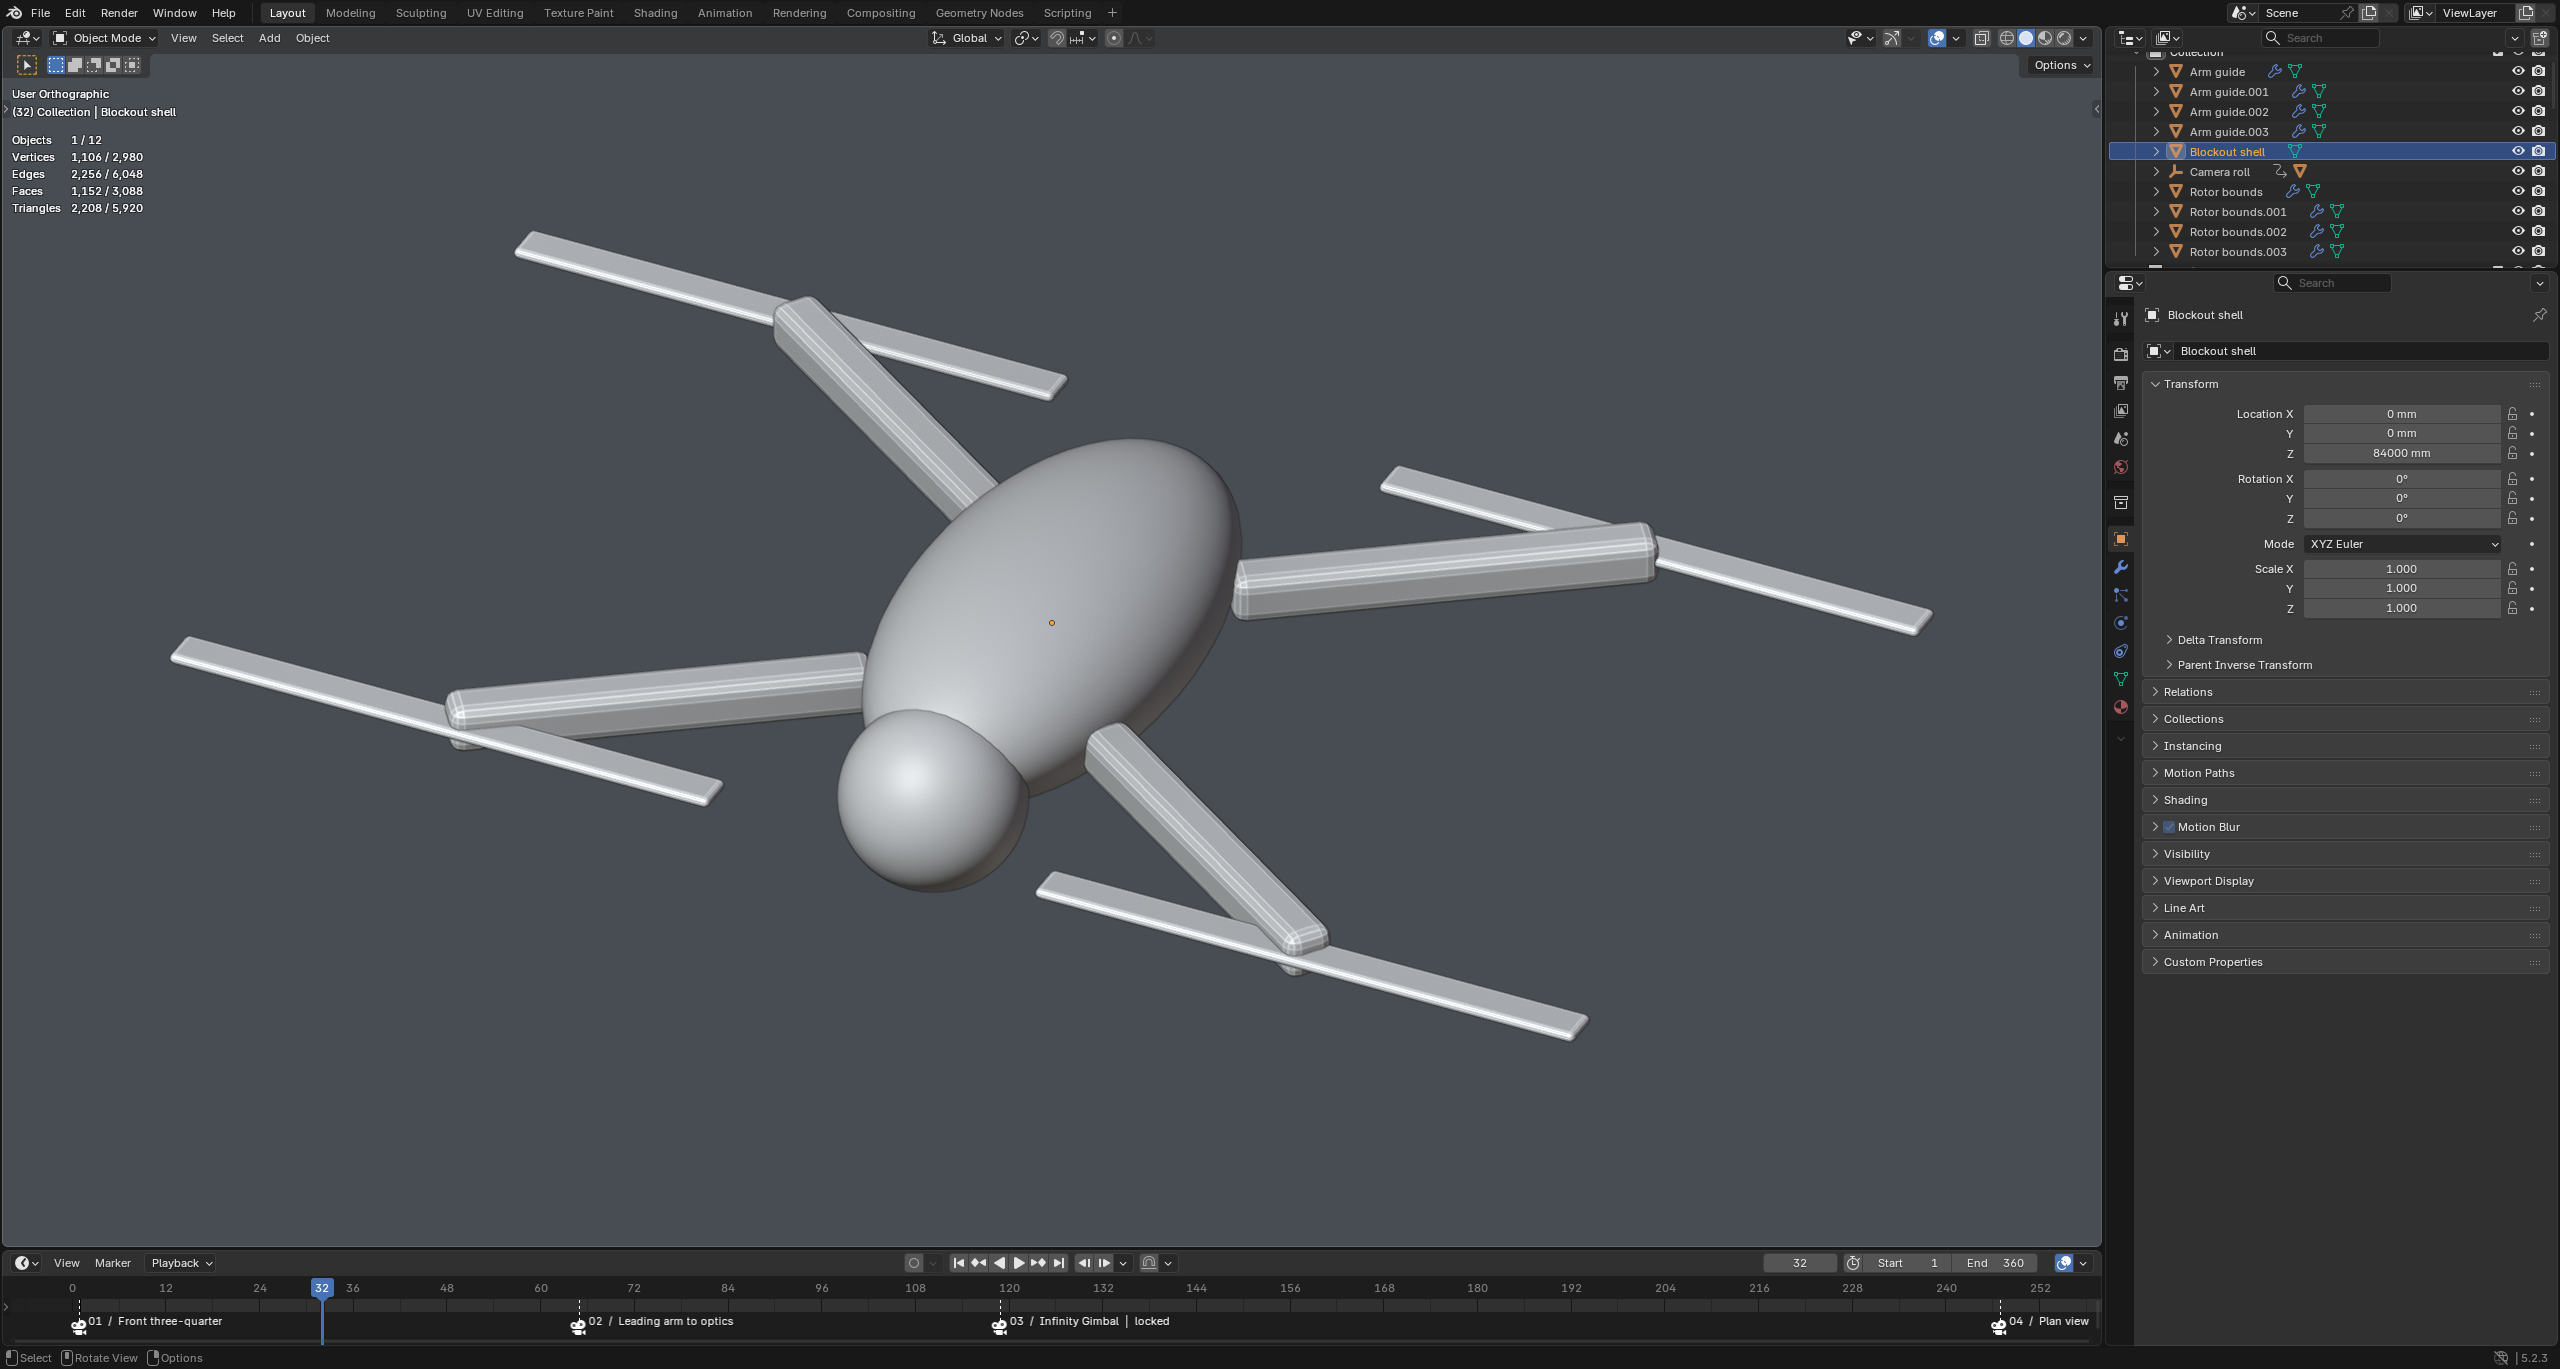 File Edit Render Window Help Layout Modeling Sculpting UV Editing Texture Paint Shading Animation Rendering Compositing Geometry Nodes Scripting Scene ViewLayer
Object Mode View Select Add Object Global Search
Options
User Orthographic
(32) Collection | Blockout shell
Objects 1 / 12
Vertices 1,106 / 2,980
Edges 2,256 / 6,048
Faces 1,152 / 3,088
Triangles 2,208 / 5,920
Collection
Arm guide
Arm guide.001
Arm guide.002
Arm guide.003
Blockout shell
Camera roll
Rotor bounds
Rotor bounds.001
Rotor bounds.002
Rotor bounds.003
Search
Blockout shell
Blockout shell
Transform
Location X 0 mm
Y 0 mm
Z 84000 mm
Rotation X 0°
Y 0°
Z 0°
Mode XYZ Euler
Scale X 1.000
Y 1.000
Z 1.000
Delta Transform
Parent Inverse Transform
Relations
Collections
Instancing
Motion Paths
Shading
Motion Blur
Visibility
Viewport Display
Line Art
Animation
Custom Properties
View Marker Playback 32 Start 1 End 360
0 12 24 32 36 48 60 72 84 96 108 120 132 144 156 168 180 192 204 216 228 240 252
01 / Front three-quarter 02 / Leading arm to optics 03 / Infinity Gimbal | locked 04 / Plan view
Select Rotate View Options 5.2.3